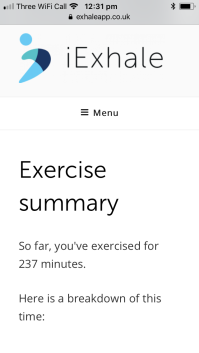 Three WiFi Call 12:31 pm
exhaleapp.co.uk
iExhale
≡ Menu
Exercise
summary
So far, you've exercised for
237 minutes.
Here is a breakdown of this
time: